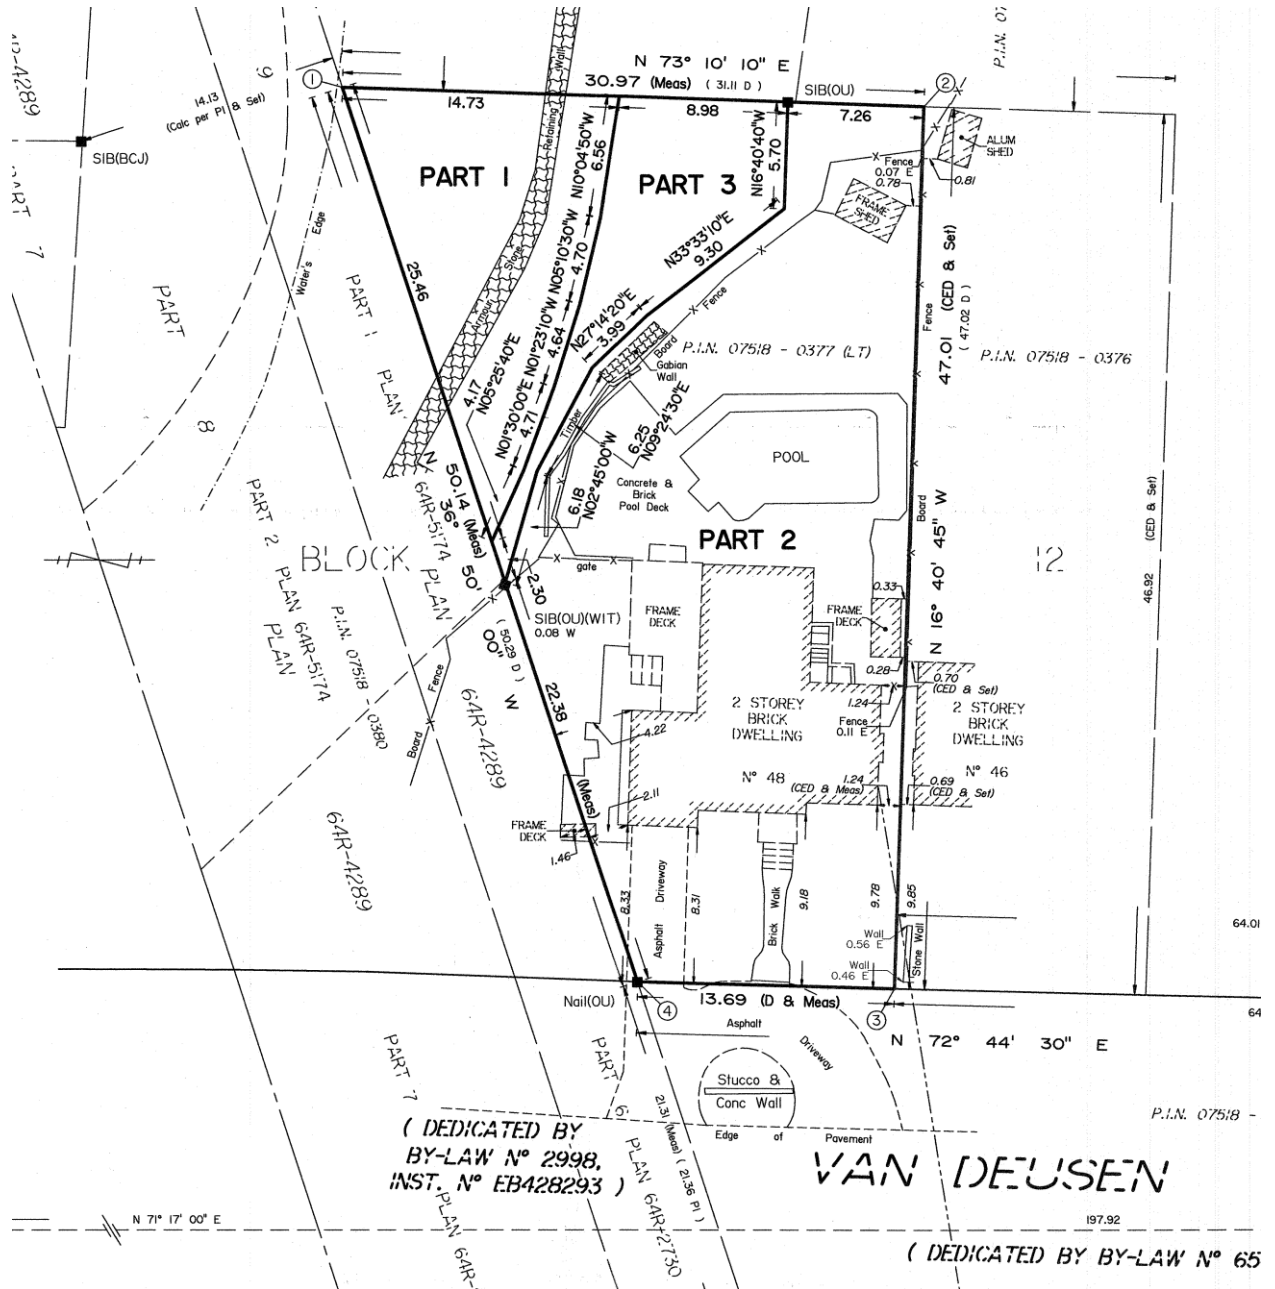 N 73° 10' 10" E
30.97 (Meas) ( 31.11 D )
SIB(OU)
P.I.N. 07
1
2
9
14.13
(Calc per P1 & Set)
SIB(BCJ)
14.73
8.98
7.26
Retaining Wall
PART 1
PART 3
N10°04'50"W
6.56
N16°40'40"W
5.70
Fence
0.07 E
0.78
0.81
ALUM
SHED
FRAME
SHED
PART 7
Water's Edge
25.46
N05°10'30"W
4.70
N33°33'10"E
9.30
Stone
Armour
PART
8
PART 1
PLAN
64R-5174
PLAN
64R-4289
N01°23'10"W
4.64
N27°14'20"E
3.99
Fence
Board
Gabian
Wall
P.I.N. 07518 - 0377 (LT)
Fence
47.01 (CED & Set)
( 47.02 D )
P.I.N. 07518 - 0376
4.17
N05°25'40"E
N01°30'00"E
4.71
Timber
6.25
N09°24'30"E
6.18
N02°45'00"W
Concrete &
Brick
Pool Deck
POOL
PART 2
Board
N 16° 40' 45" W
46.92
(CED & Set)
N 36° 50' 00" W
50.14 (Meas)
( 50.29 D )
BLOCK
12
PART 2 PLAN 64R-5174
PLAN
P.I.N. 07518 - 0380
64R-4289
gate
2.30
SIB(OU)(WIT)
0.08 W
FRAME
DECK
FRAME
DECK
0.33
0.28
0.70
(CED & Set)
1.24
Fence
0.11 E
Board Fence
22.38
(Meas)
4.22
2 STOREY
BRICK
DWELLING
N° 48
2 STOREY
BRICK
DWELLING
N° 46
1.24
(CED & Meas)
0.69
(CED & Set)
2.11
FRAME
DECK
1.46
8.33
Asphalt Driveway
8.31
Brick Walk
9.18
9.78
9.85
Wall
0.56 E
Wall
0.46 E
Stone Wall
64.01
Nail(OU)
4
13.69 (D & Meas)
3
N 72° 44' 30" E
Asphalt
Driveway
PART 7
PLAN 64R-
PART 6
PLAN 64R-2730
21.31 (Meas) ( 21.36 P1 )
Stucco &
Conc Wall
Edge of Pavement
P.I.N. 07518 -
( DEDICATED BY
BY-LAW N° 2998,
INST. N° EB428293 )
VAN DEUSEN
N 71° 17' 00" E
197.92
( DEDICATED BY BY-LAW N° 65